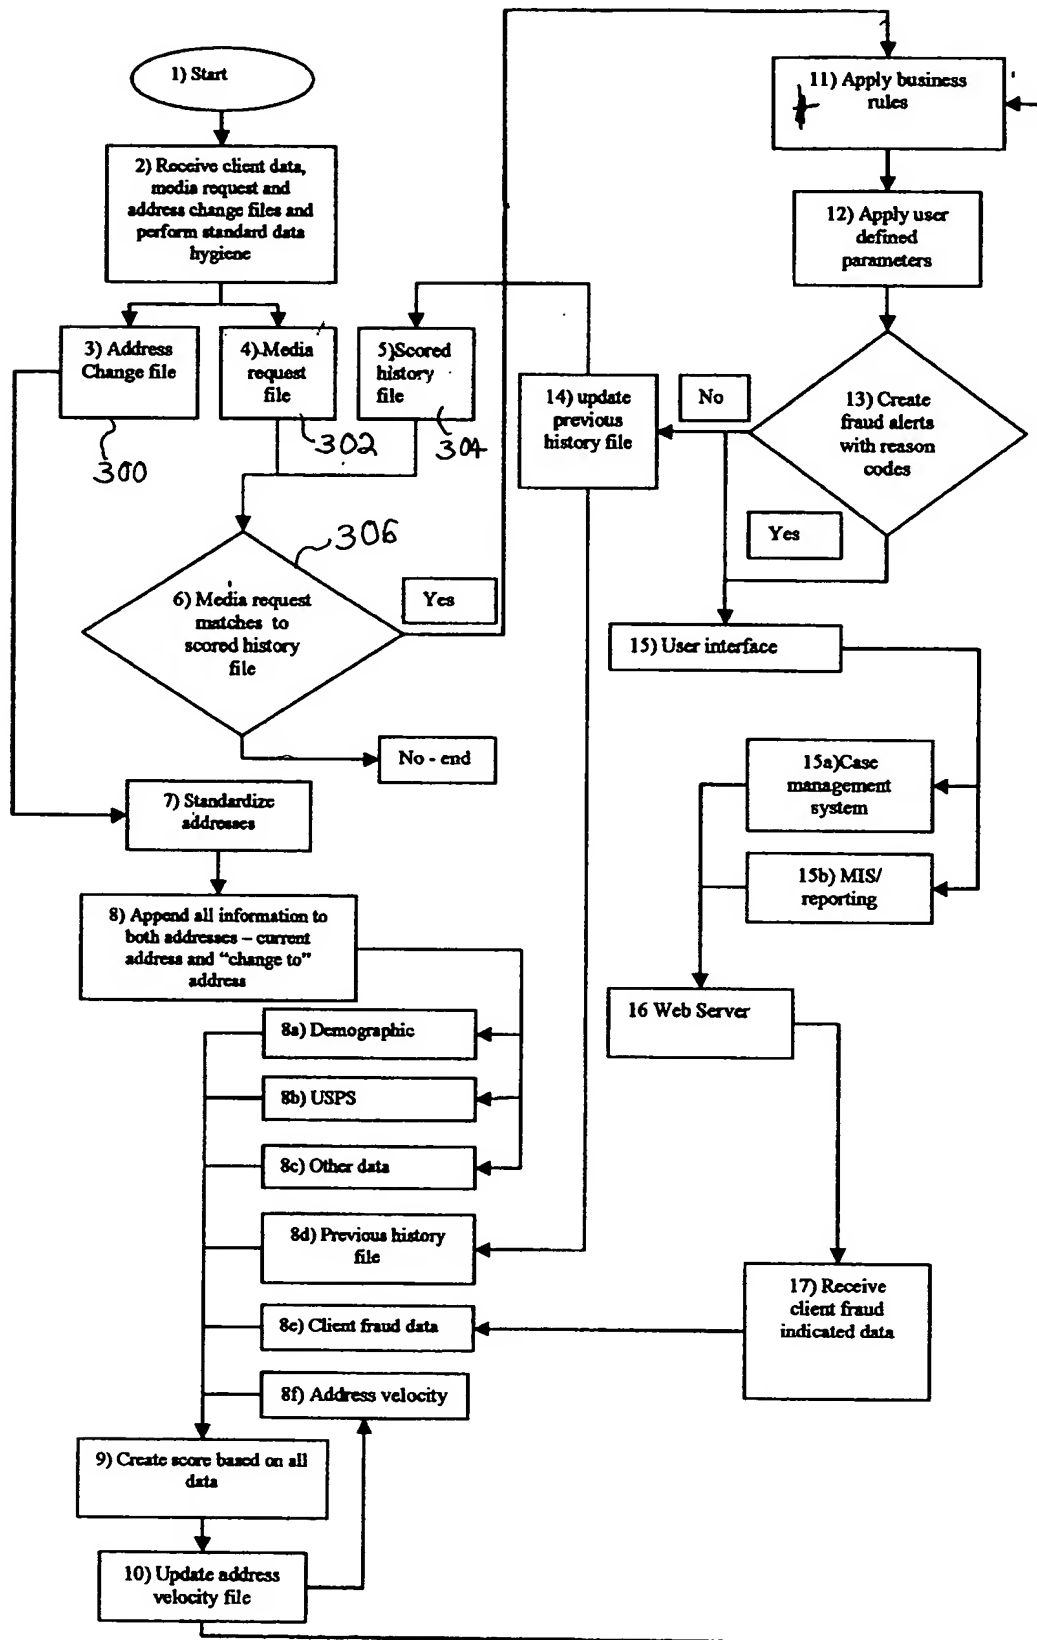 1) Start
2) Receive client data,
media request and
address change files and
perform standard data
hygiene
3) Address
Change file
4) Media
request
file
5)Scored
history
file
300
302
304
306
6) Media request
matches to
scored history
file
Yes
No - end
7) Standardize
addresses
8) Append all information to
both addresses – current
address and “change to”
address
8a) Demographic
8b) USPS
8c) Other data
8d) Previous history
file
8e) Client fraud data
8f) Address velocity
9) Create score based on all
data
10) Update address
velocity file
11) Apply business
rules
12) Apply user
defined
parameters
13) Create
fraud alerts
with reason
codes
No
14) update
previous
history file
Yes
15) User interface
15a)Case
management
system
15b) MIS/
reporting
16 Web Server
17) Receive
client fraud
indicated data